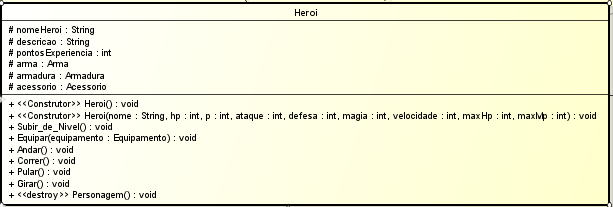 Heroi
# nomeHeroi : String
# descricao : String
# pontosExperiencia : int
# arma : Arma
# armadura : Armadura
# acessorio : Acessorio
+ <<Construtor>> Heroi() : void
+ <<Construtor>> Heroi(nome : String, hp : int, p : int, ataque : int, defesa : int, magia : int, velocidade : int, maxHp : int, maxMp : int) : void
+ Subir_de_Nivel() : void
+ Equipar(equipamento : Equipamento) : void
+ Andar() : void
+ Correr() : void
+ Pular() : void
+ Girar() : void
+ <<destroy>> Personagem() : void